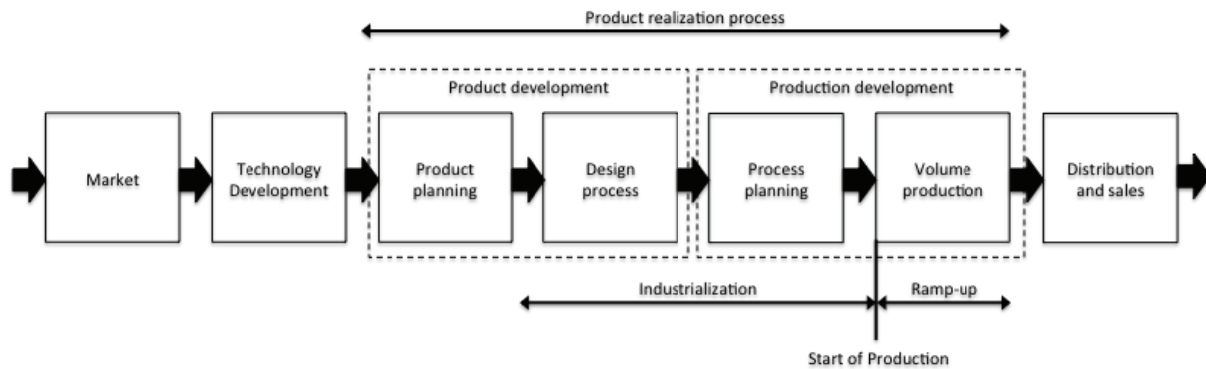 Product realization process
Product development
Production development
Market
Technology
Development
Product
planning
Design
process
Process
planning
Volume
production
Distribution
and sales
Industrialization
Ramp-up
Start of Production